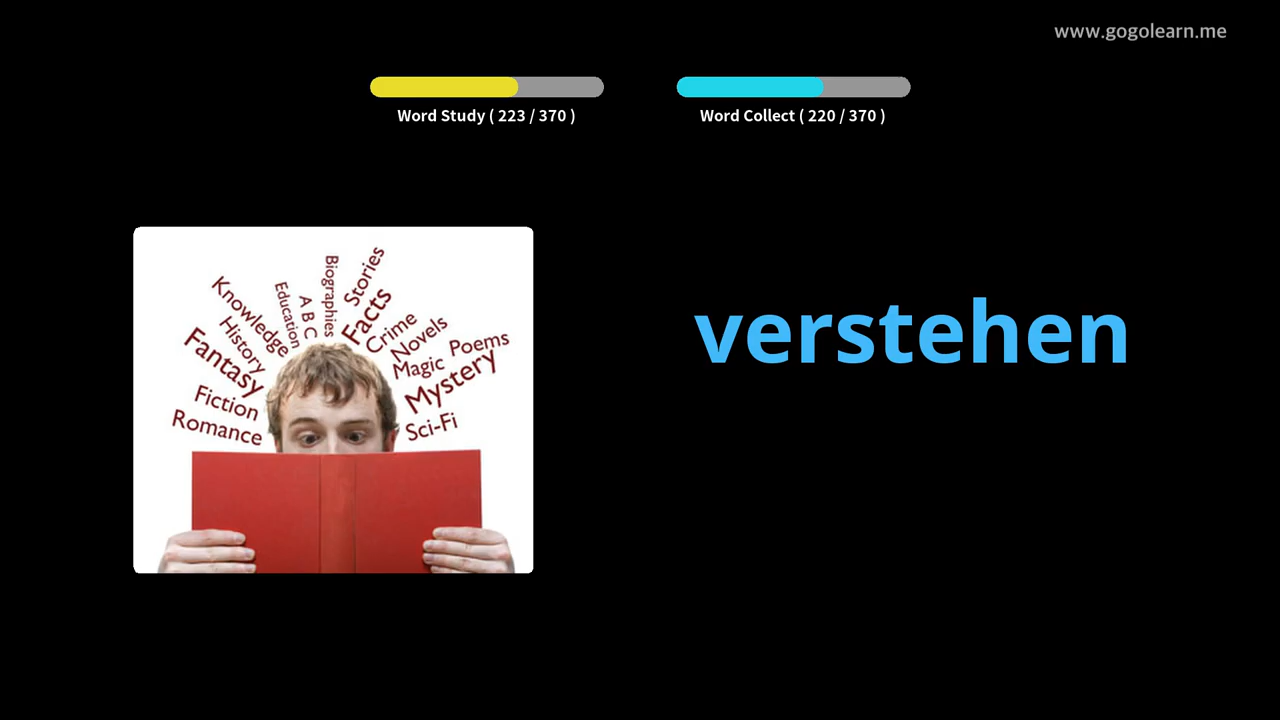 www.gogolearn.me
Word Study ( 223 / 370 )
Word Collect ( 220 / 370 )
verstehen
Knowledge
Education
A B C
Biographies
Stories
Facts
Crime
Novels
Poems
Magic
Mystery
Sci-Fi
History
Fantasy
Fiction
Romance